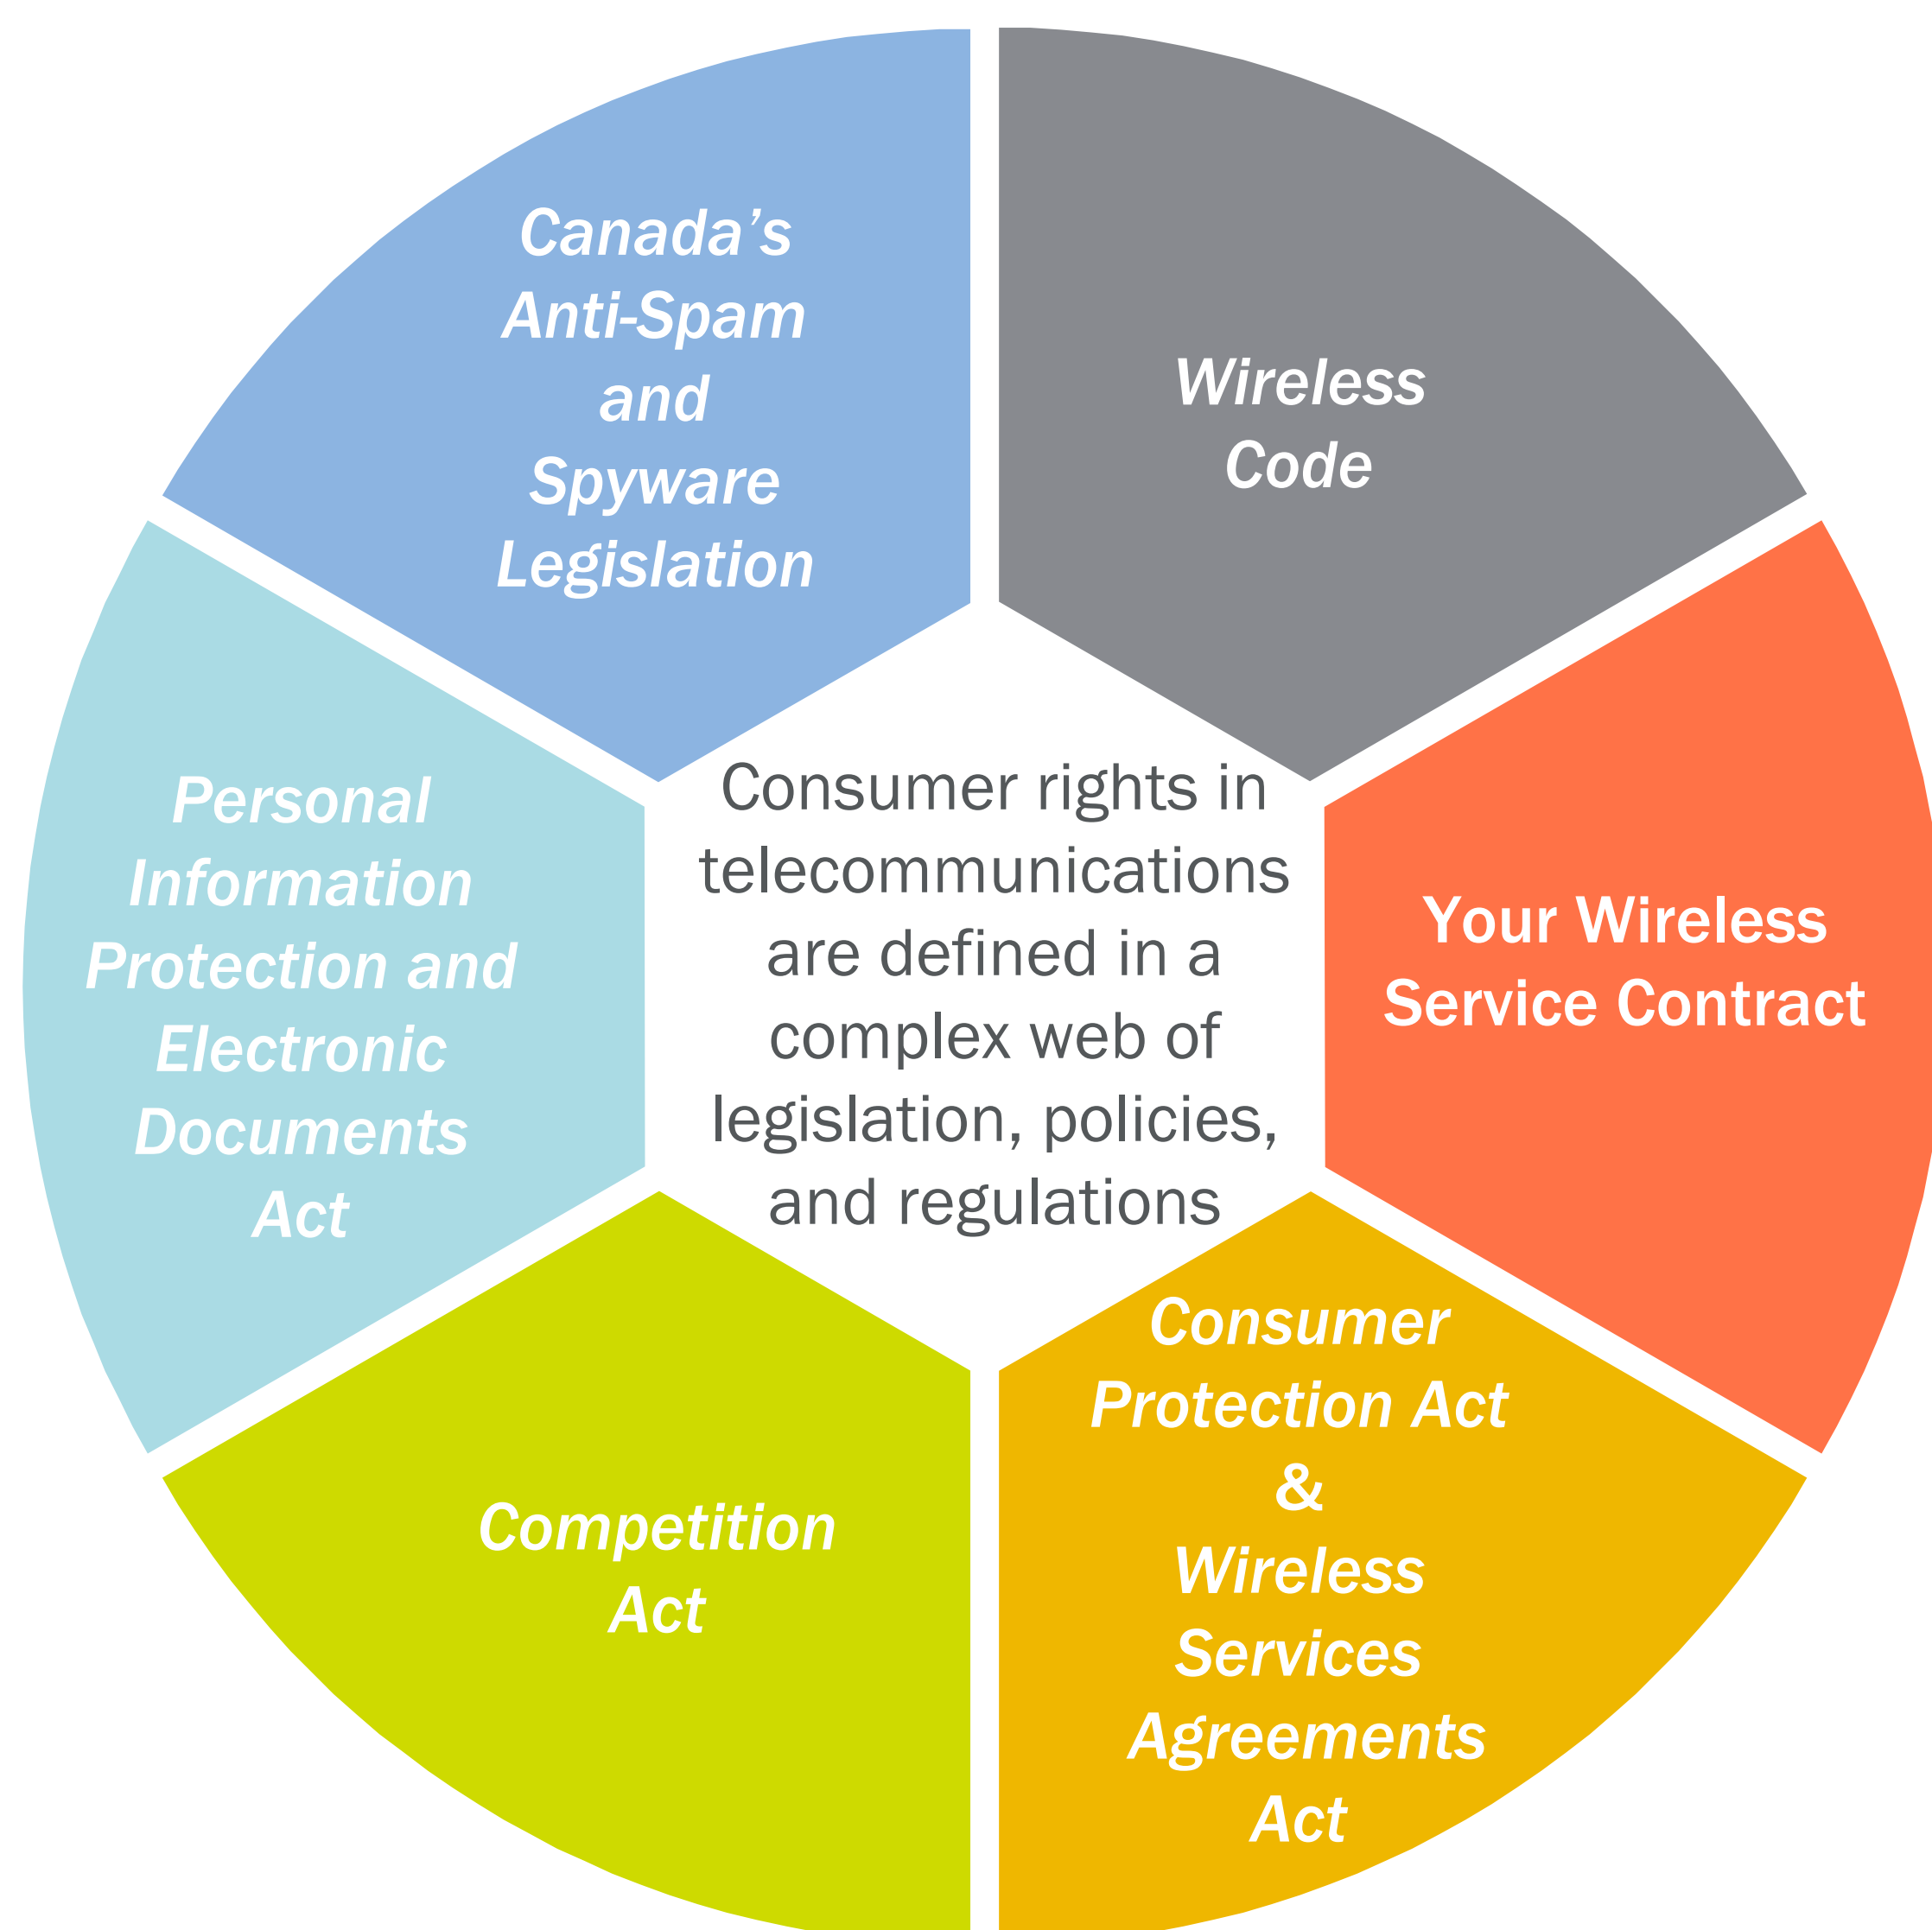 Canada’s
Anti-Spam
and
Spyware
Legislation
Wireless
Code
Personal
Information
Protection and
Electronic
Documents
Act
Consumer rights in
telecommunications
are defined in a
complex web of
legislation, policies,
and regulations
Your Wireless
Service Contract
Competition
Act
Consumer
Protection Act
&
Wireless
Services
Agreements
Act